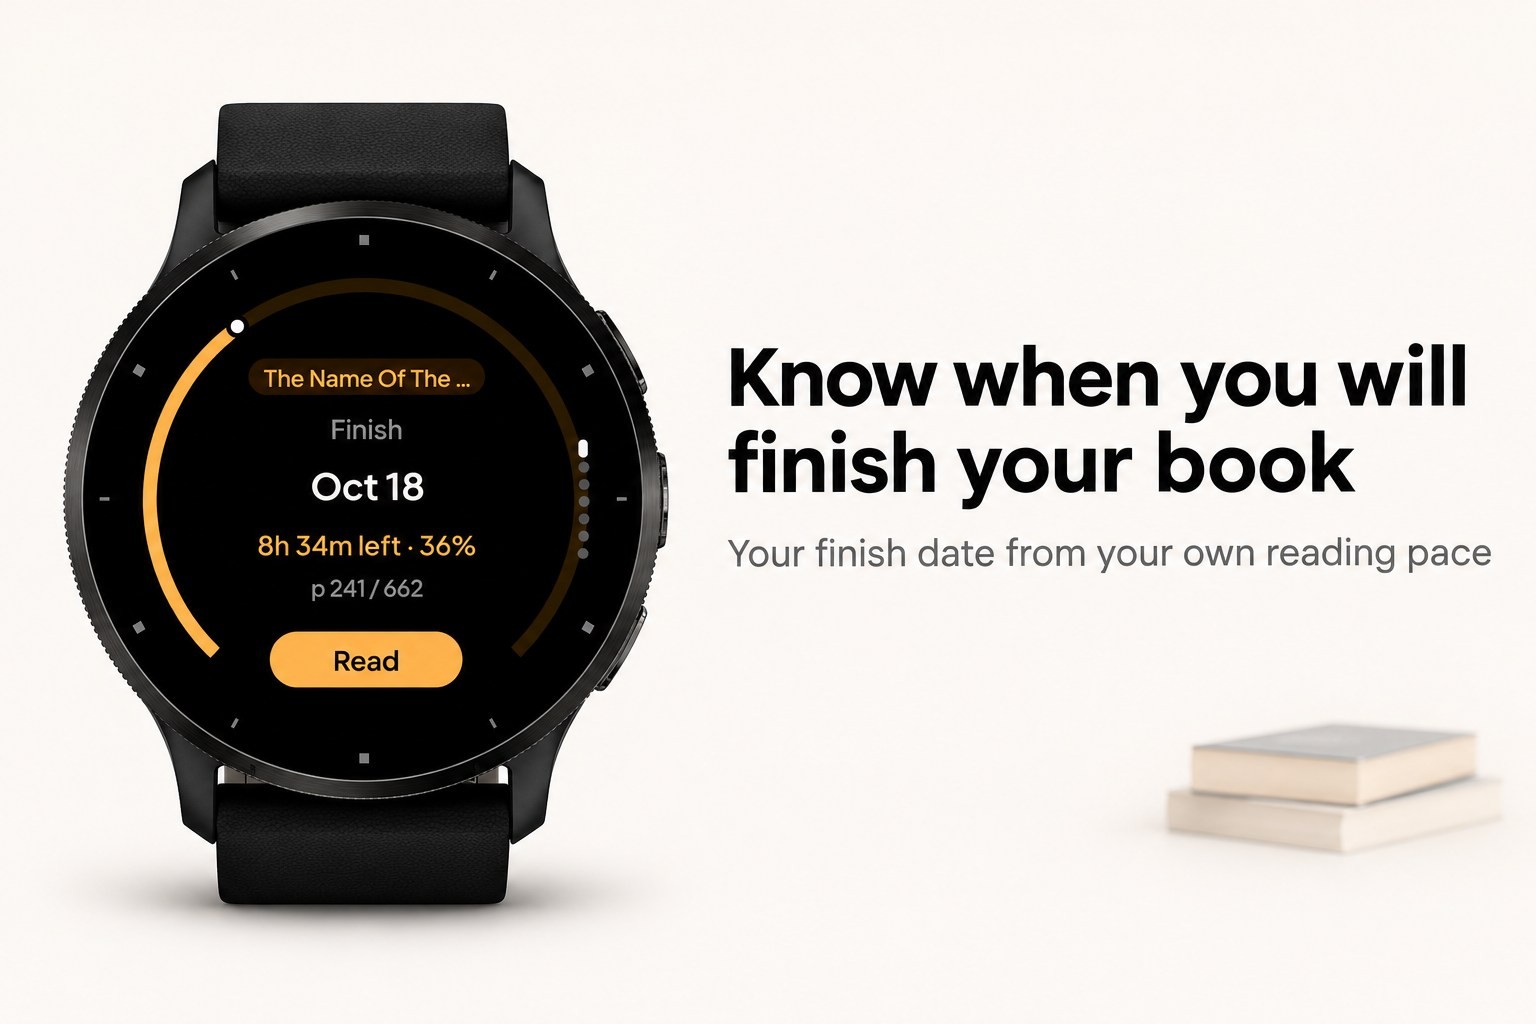 The Name Of The ...
Finish
Oct 18
8h 34m left · 36%
p 241 / 662
Read
Know when you will
finish your book
Your finish date from your own reading pace